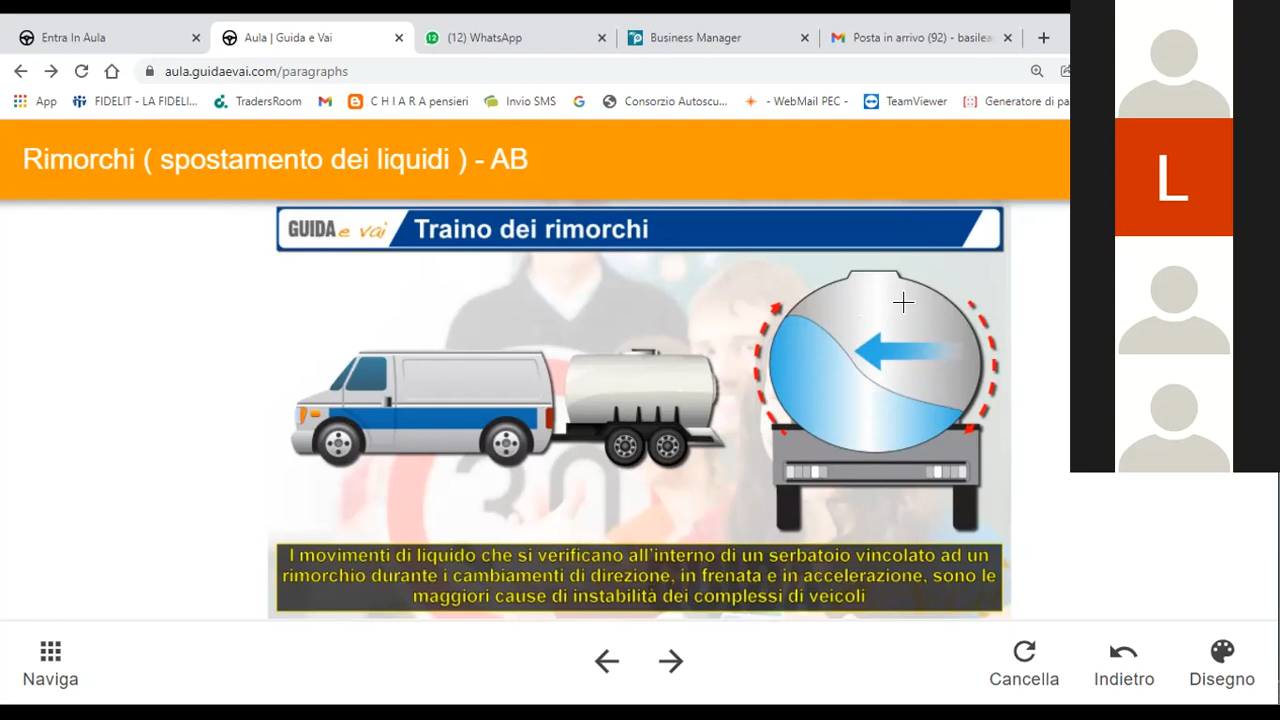 Entra In Aula
Aula | Guida e Vai
12
(12) WhatsApp
Business Manager
Posta in arrivo (92) - basilea
aula.guidaevai.com/paragraphs
App
FIDELIT - LA FIDELI...
TradersRoom
C H I A R A pensieri
Invio SMS
Consorzio Autoscu...
- WebMail PEC -
TeamViewer
Generatore di pa
L
Rimorchi ( spostamento dei liquidi ) - AB
GUIDA e vai
Traino dei rimorchi
30
I movimenti di liquido che si verificano all'interno di un serbatoio vincolato ad un
rimorchio durante i cambiamenti di direzione, in frenata e in accelerazione, sono le
maggiori cause di instabilità dei complessi di veicoli
Naviga
Cancella
Indietro
Disegno